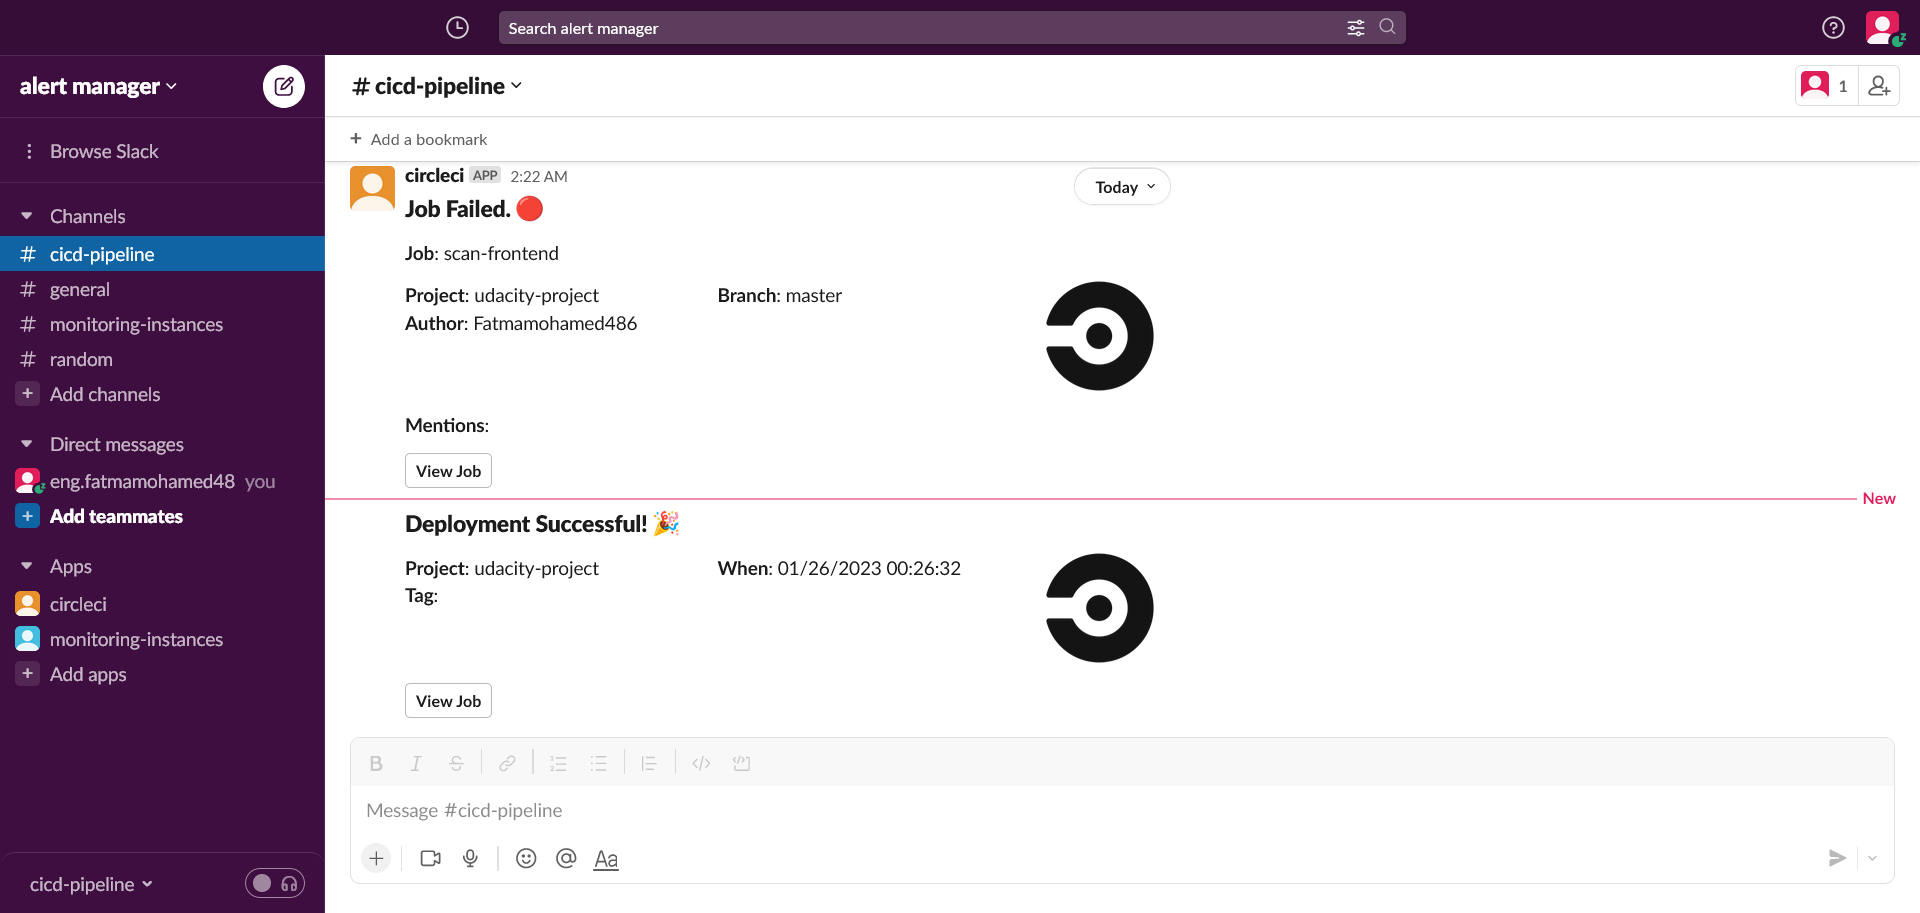 Search alert manager
alert manager
Browse Slack
Channels
# cicd-pipeline
# general
# monitoring-instances
# random
+ Add channels
Direct messages
eng.fatmamohamed48 you
+ Add teammates
Apps
circleci
monitoring-instances
+ Add apps
cicd-pipeline
# cicd-pipeline
1
+ Add a bookmark
Today
circleci APP 2:22 AM
Job Failed.
Job: scan-frontend
Project: udacity-project Branch: master
Author: Fatmamohamed486
Mentions:
View Job
New
Deployment Successful!
Project: udacity-project When: 01/26/2023 00:26:32
Tag:
View Job
B I S
Message #cicd-pipeline
+ @ Aa